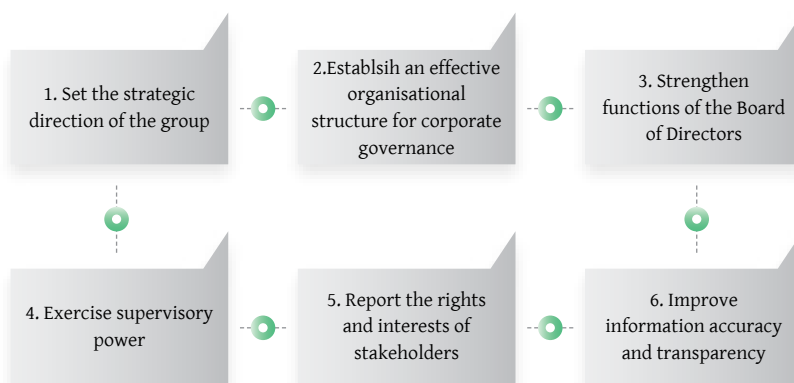 1. Set the strategic
direction of the group
2.Establsih an effective
organisational
structure for corporate
governance
3. Strengthen
functions of the Board
of Directors
4. Exercise supervisory
power
5. Report the rights
and interests of
stakeholders
6. Improve
information accuracy
and transparency